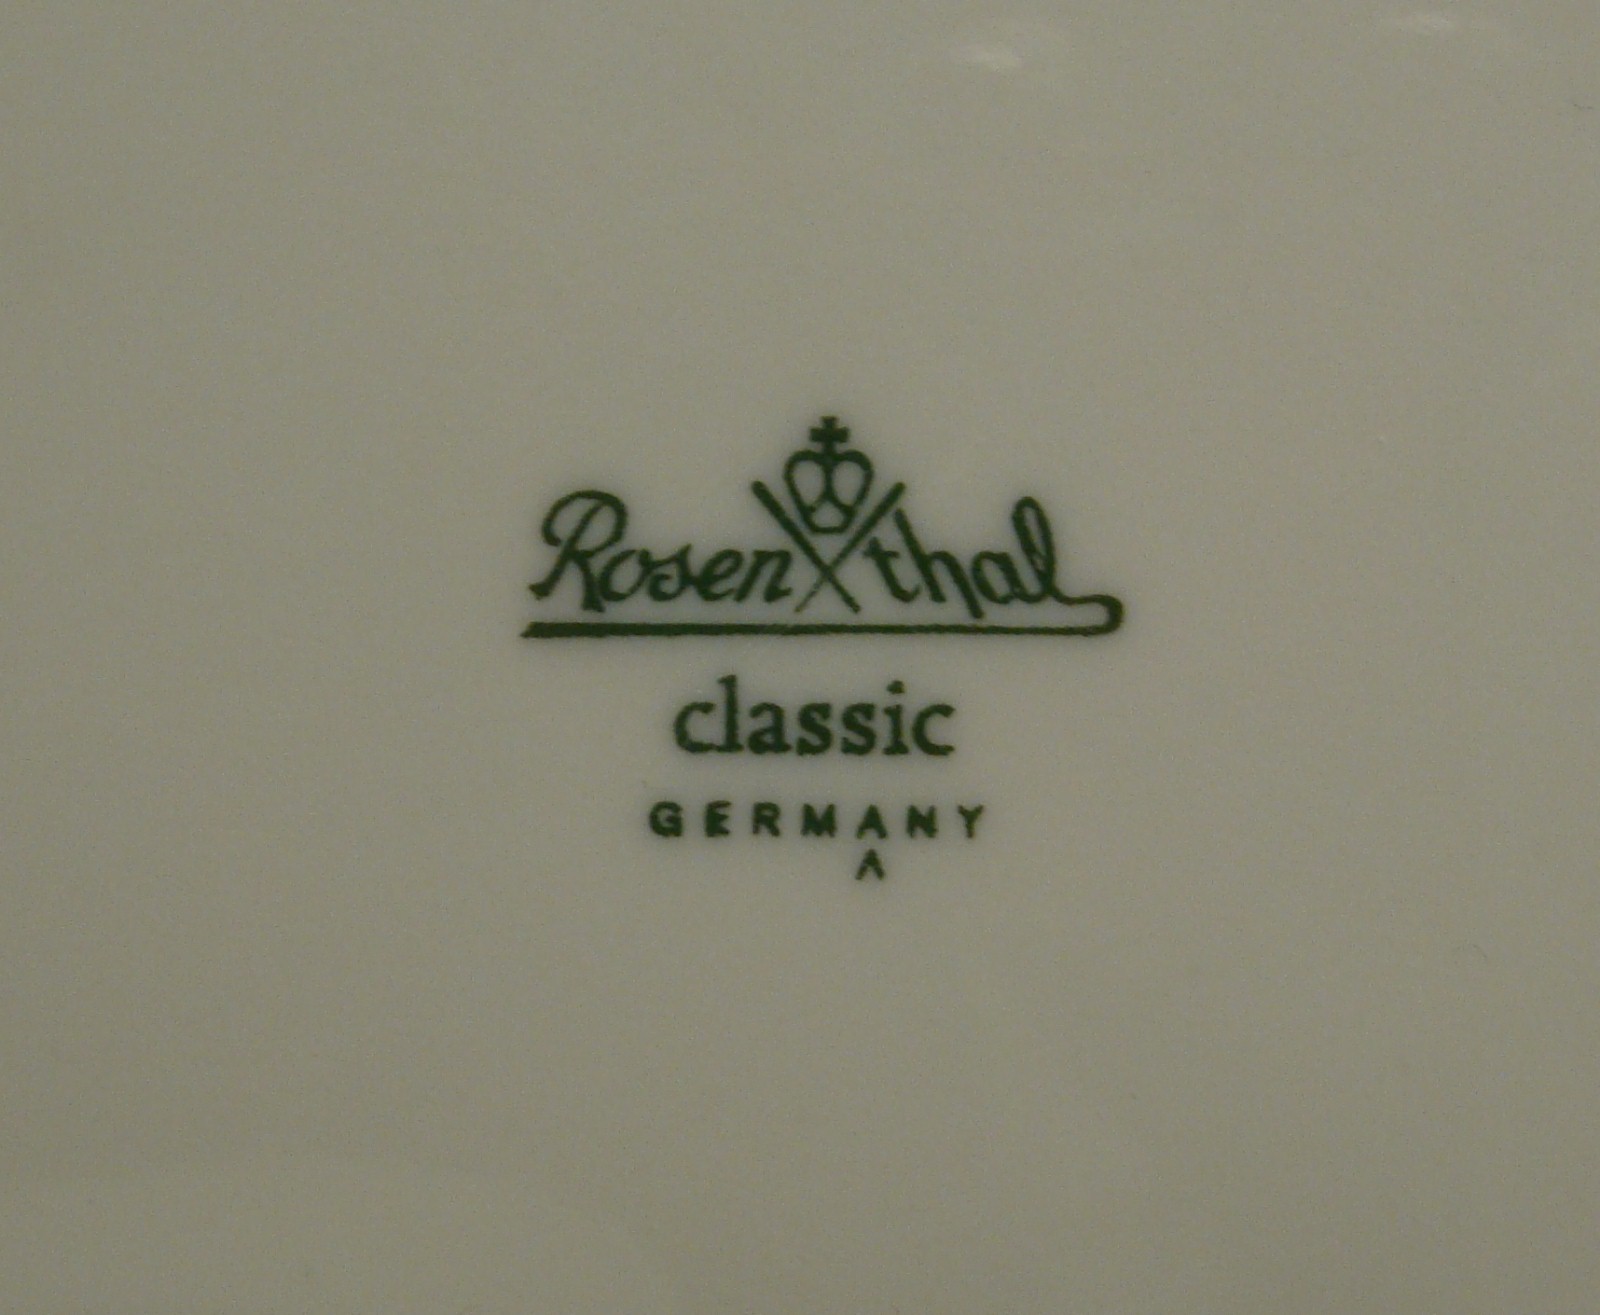 Rosenthal
classic
GERMANY
Λ